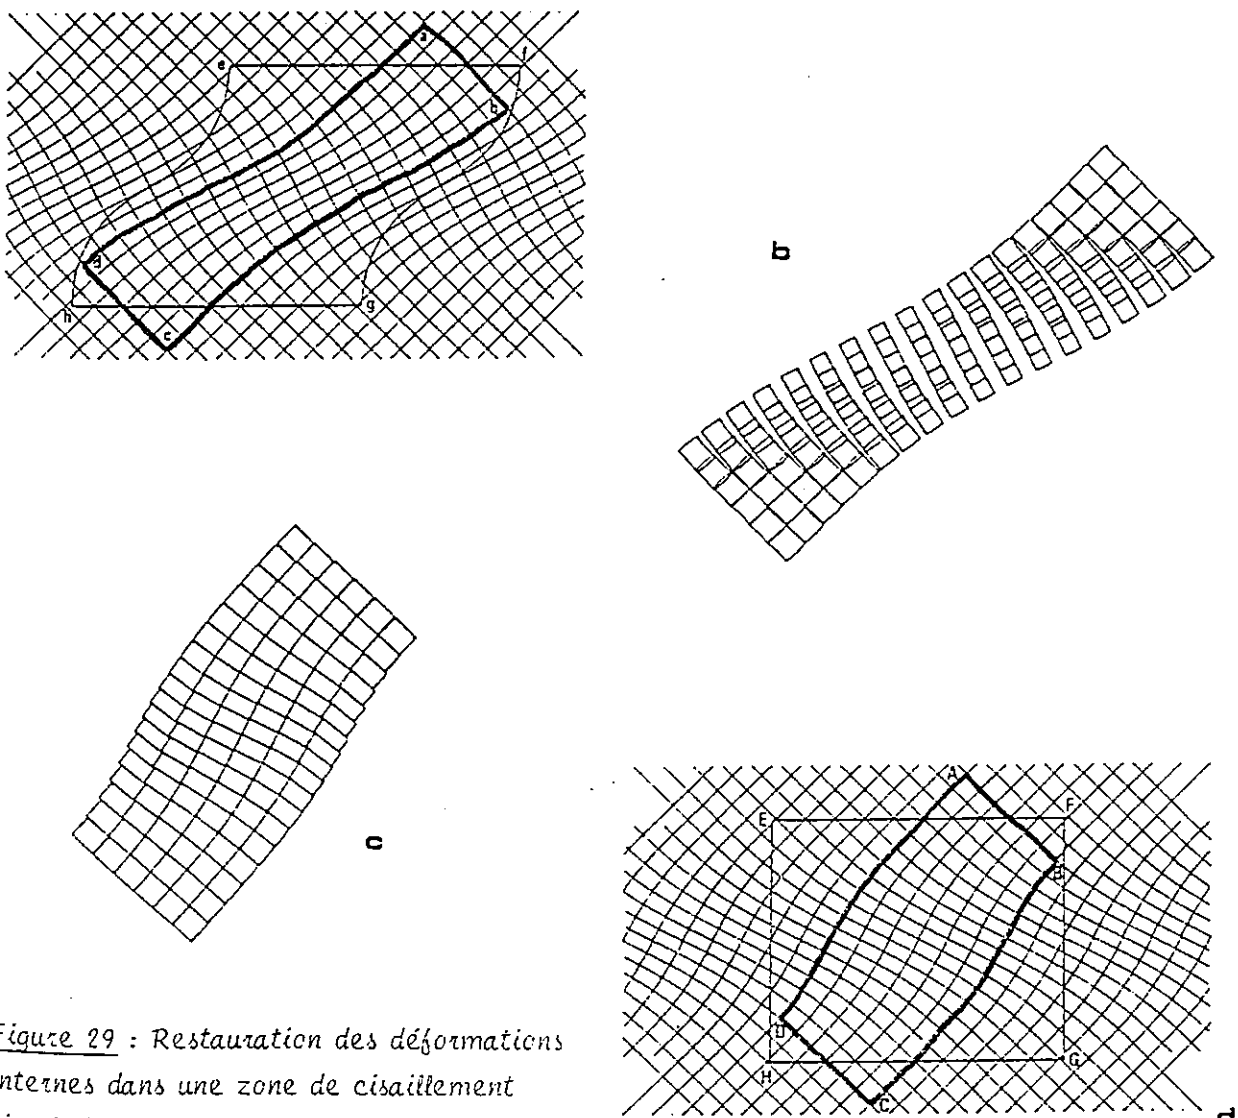 a
e
f
b
d
h
g
c
b
c
A
E
F
B
D
H
G
C
d
Figure 29 : Restauration des déformations
internes dans une zone de cisaillement